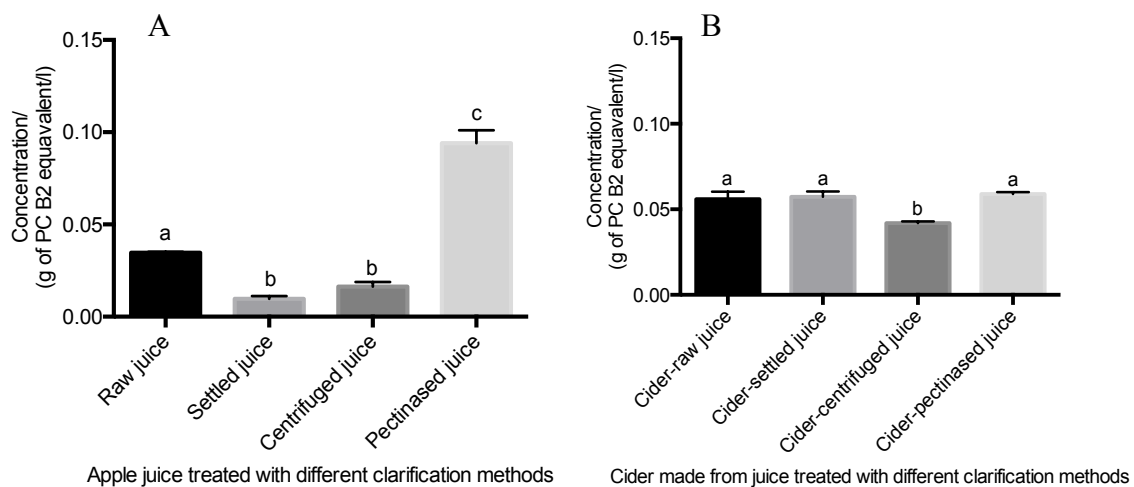 A
Concentration/
(g of PC B2 equavalent/l)
0.15
0.10
0.05
0.00
a
b
b
c
Raw juice
Settled juice
Centrifuged juice
Pectinased juice
Apple juice treated with different clarification methods
B
Concentration/
(g of PC B2 equavalent/l)
0.15
0.10
0.05
0.00
a
a
b
a
Cider-raw juice
Cider-settled juice
Cider-centrifuged juice
Cider-pectinased juice
Cider made from juice treated with different clarification methods